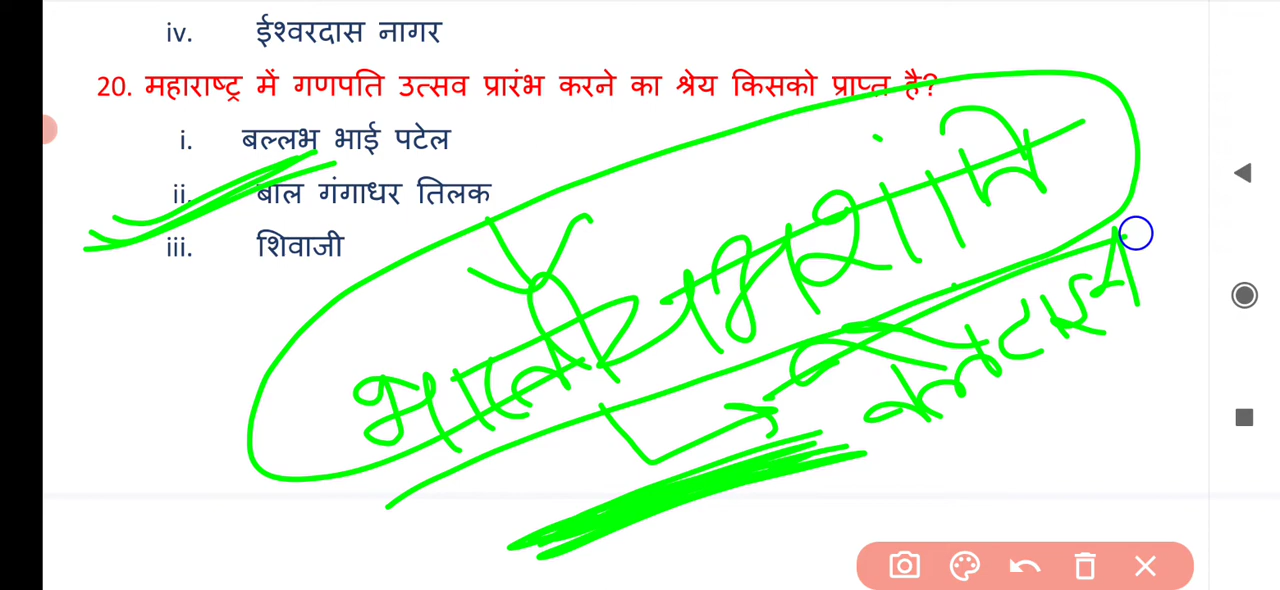 iv. ईश्वरदास नागर
20. महाराष्ट्र में गणपति उत्सव प्रारंभ करने का श्रेय किसको प्राप्त है?
i. बल्लभ भाई पटेल
ii. बाल गंगाधर तिलक
iii. शिवाजी